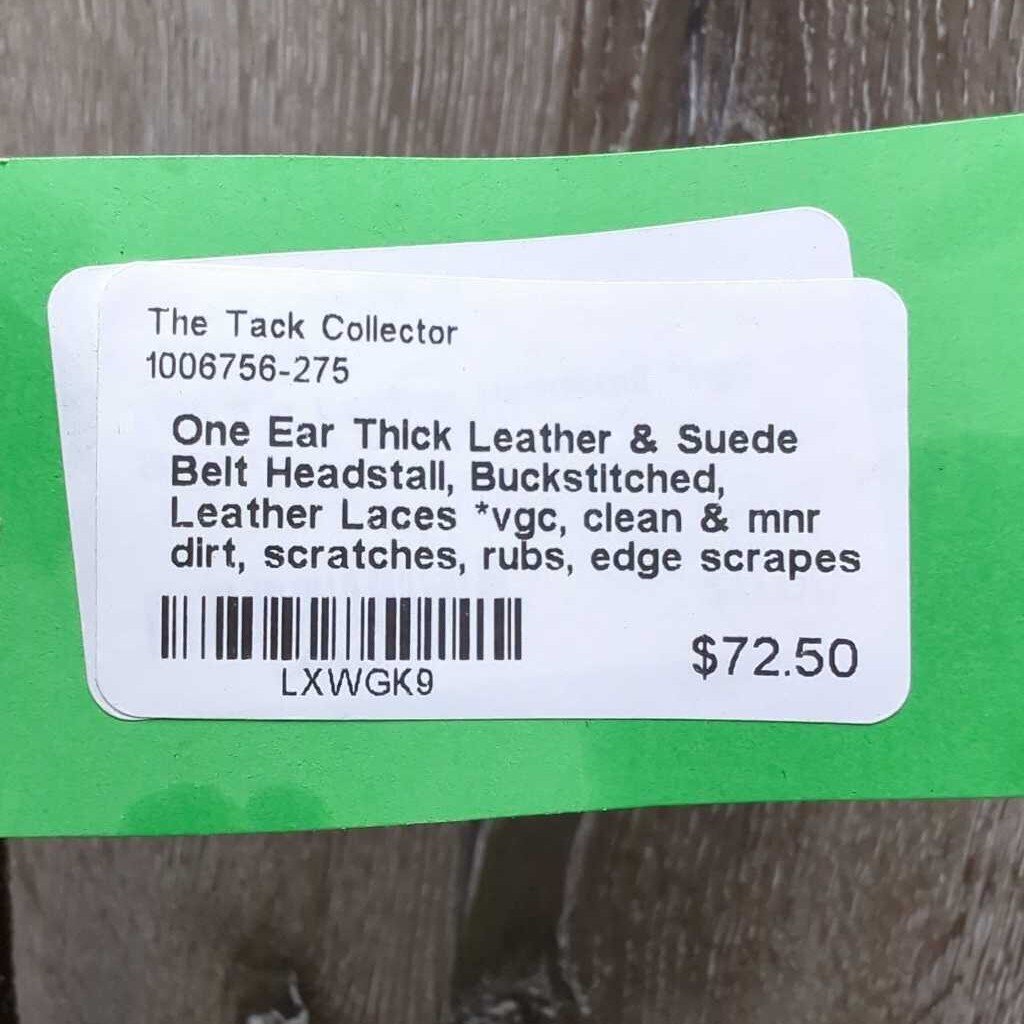 The Tack Collector
1006756-275
One Ear Thick Leather & Suede
Belt Headstall, Buckstitched,
Leather Laces *vgc, clean & mnr
dirt, scratches, rubs, edge scrapes
LXWGK9
$72.50